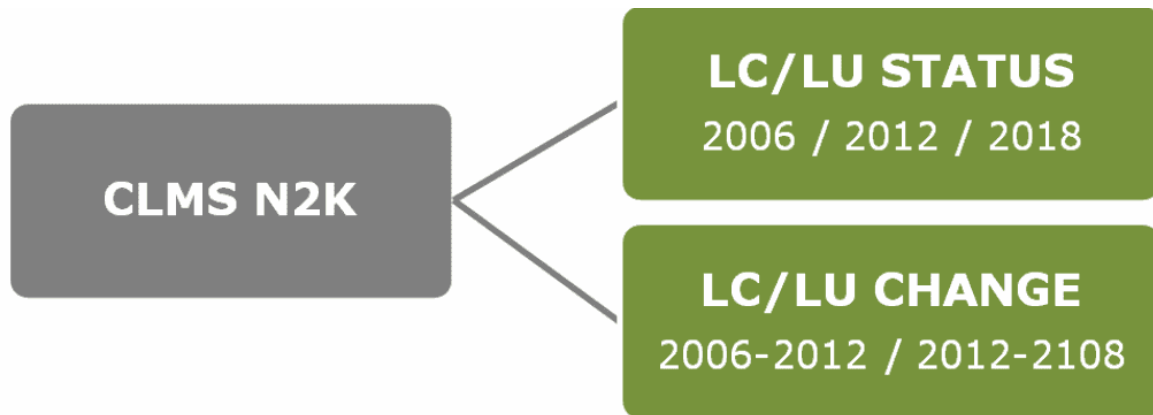 CLMS N2K
LC/LU STATUS
2006 / 2012 / 2018
LC/LU CHANGE
2006-2012 / 2012-2108